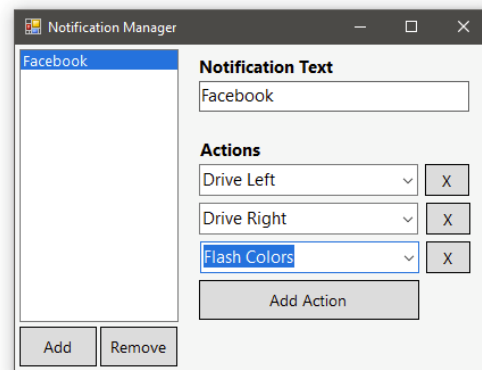 Notification Manager
Facebook
Notification Text
Facebook
Actions
Drive Left
X
Drive Right
X
Flash Colors
X
Add Action
Add
Remove